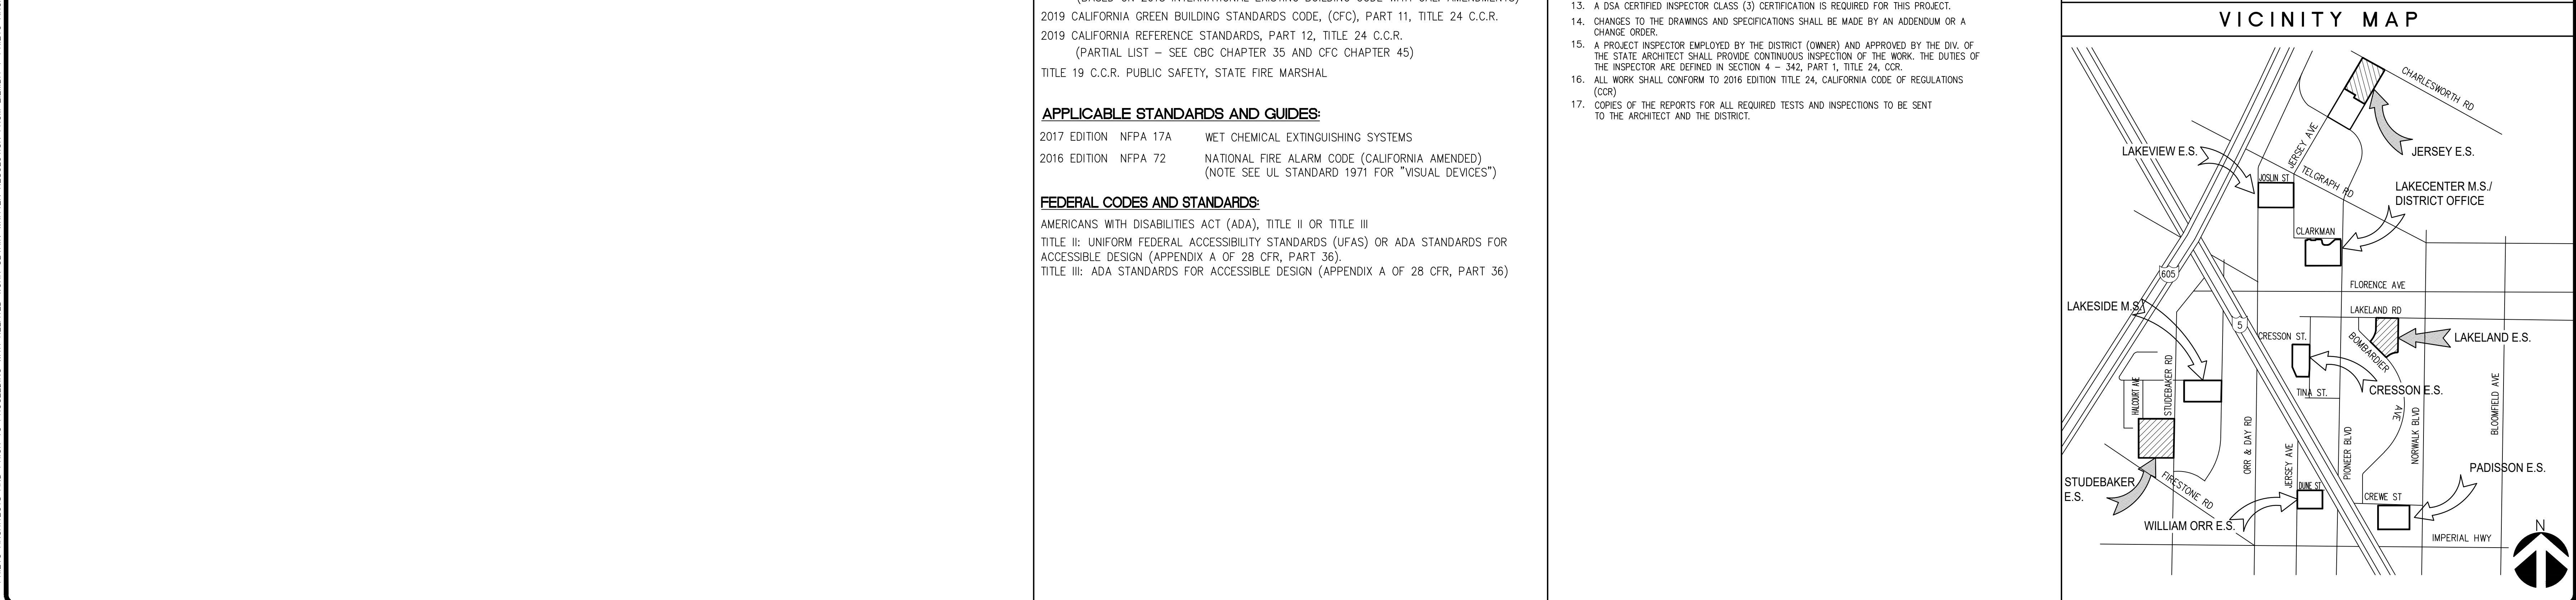 2019 CALIFORNIA GREEN BUILDING STANDARDS CODE, (CFC), PART 11, TITLE 24 C.C.R.
2019 CALIFORNIA REFERENCE STANDARDS, PART 12, TITLE 24 C.C.R.
(PARTIAL LIST – SEE CBC CHAPTER 35 AND CFC CHAPTER 45)
TITLE 19 C.C.R. PUBLIC SAFETY, STATE FIRE MARSHAL
APPLICABLE STANDARDS AND GUIDES:
2017 EDITION NFPA 17A WET CHEMICAL EXTINGUISHING SYSTEMS
2016 EDITION NFPA 72 NATIONAL FIRE ALARM CODE (CALIFORNIA AMENDED)
(NOTE SEE UL STANDARD 1971 FOR "VISUAL DEVICES")
FEDERAL CODES AND STANDARDS:
AMERICANS WITH DISABILITIES ACT (ADA), TITLE II OR TITLE III
TITLE II: UNIFORM FEDERAL ACCESSIBILITY STANDARDS (UFAS) OR ADA STANDARDS FOR
ACCESSIBLE DESIGN (APPENDIX A OF 28 CFR, PART 36).
TITLE III: ADA STANDARDS FOR ACCESSIBLE DESIGN (APPENDIX A OF 28 CFR, PART 36)
13. A DSA CERTIFIED INSPECTOR CLASS (3) CERTIFICATION IS REQUIRED FOR THIS PROJECT.
14. CHANGES TO THE DRAWINGS AND SPECIFICATIONS SHALL BE MADE BY AN ADDENDUM OR A
CHANGE ORDER.
15. A PROJECT INSPECTOR EMPLOYED BY THE DISTRICT (OWNER) AND APPROVED BY THE DIV. OF
THE STATE ARCHITECT SHALL PROVIDE CONTINUOUS INSPECTION OF THE WORK. THE DUTIES OF
THE INSPECTOR ARE DEFINED IN SECTION 4 – 342, PART 1, TITLE 24, CCR.
16. ALL WORK SHALL CONFORM TO 2016 EDITION TITLE 24, CALIFORNIA CODE OF REGULATIONS
(CCR)
17. COPIES OF THE REPORTS FOR ALL REQUIRED TESTS AND INSPECTIONS TO BE SENT
TO THE ARCHITECT AND THE DISTRICT.
VICINITY MAP
CHARLESWORTH RD
JERSEY AVE
LAKEVIEW E.S.
JERSEY E.S.
JOSLIN ST
TELGRAPH RD
LAKECENTER M.S./
DISTRICT OFFICE
CLARKMAN
605
FLORENCE AVE
LAKESIDE M.S.
LAKELAND RD
5
CRESSON ST.
BOMBARDIER
AVE
LAKELAND E.S.
HALCOURT AVE
STUDEBAKER RD
TINA ST.
CRESSON E.S.
BLOOMFIELD AVE
NORWALK BLVD
ORR & DAY RD
JERSEY AVE
PIONEER BLVD
PADISSON E.S.
STUDEBAKER
E.S.
FIRESTONE RD
DUNE ST
CREWE ST
WILLIAM ORR E.S.
N
IMPERIAL HWY